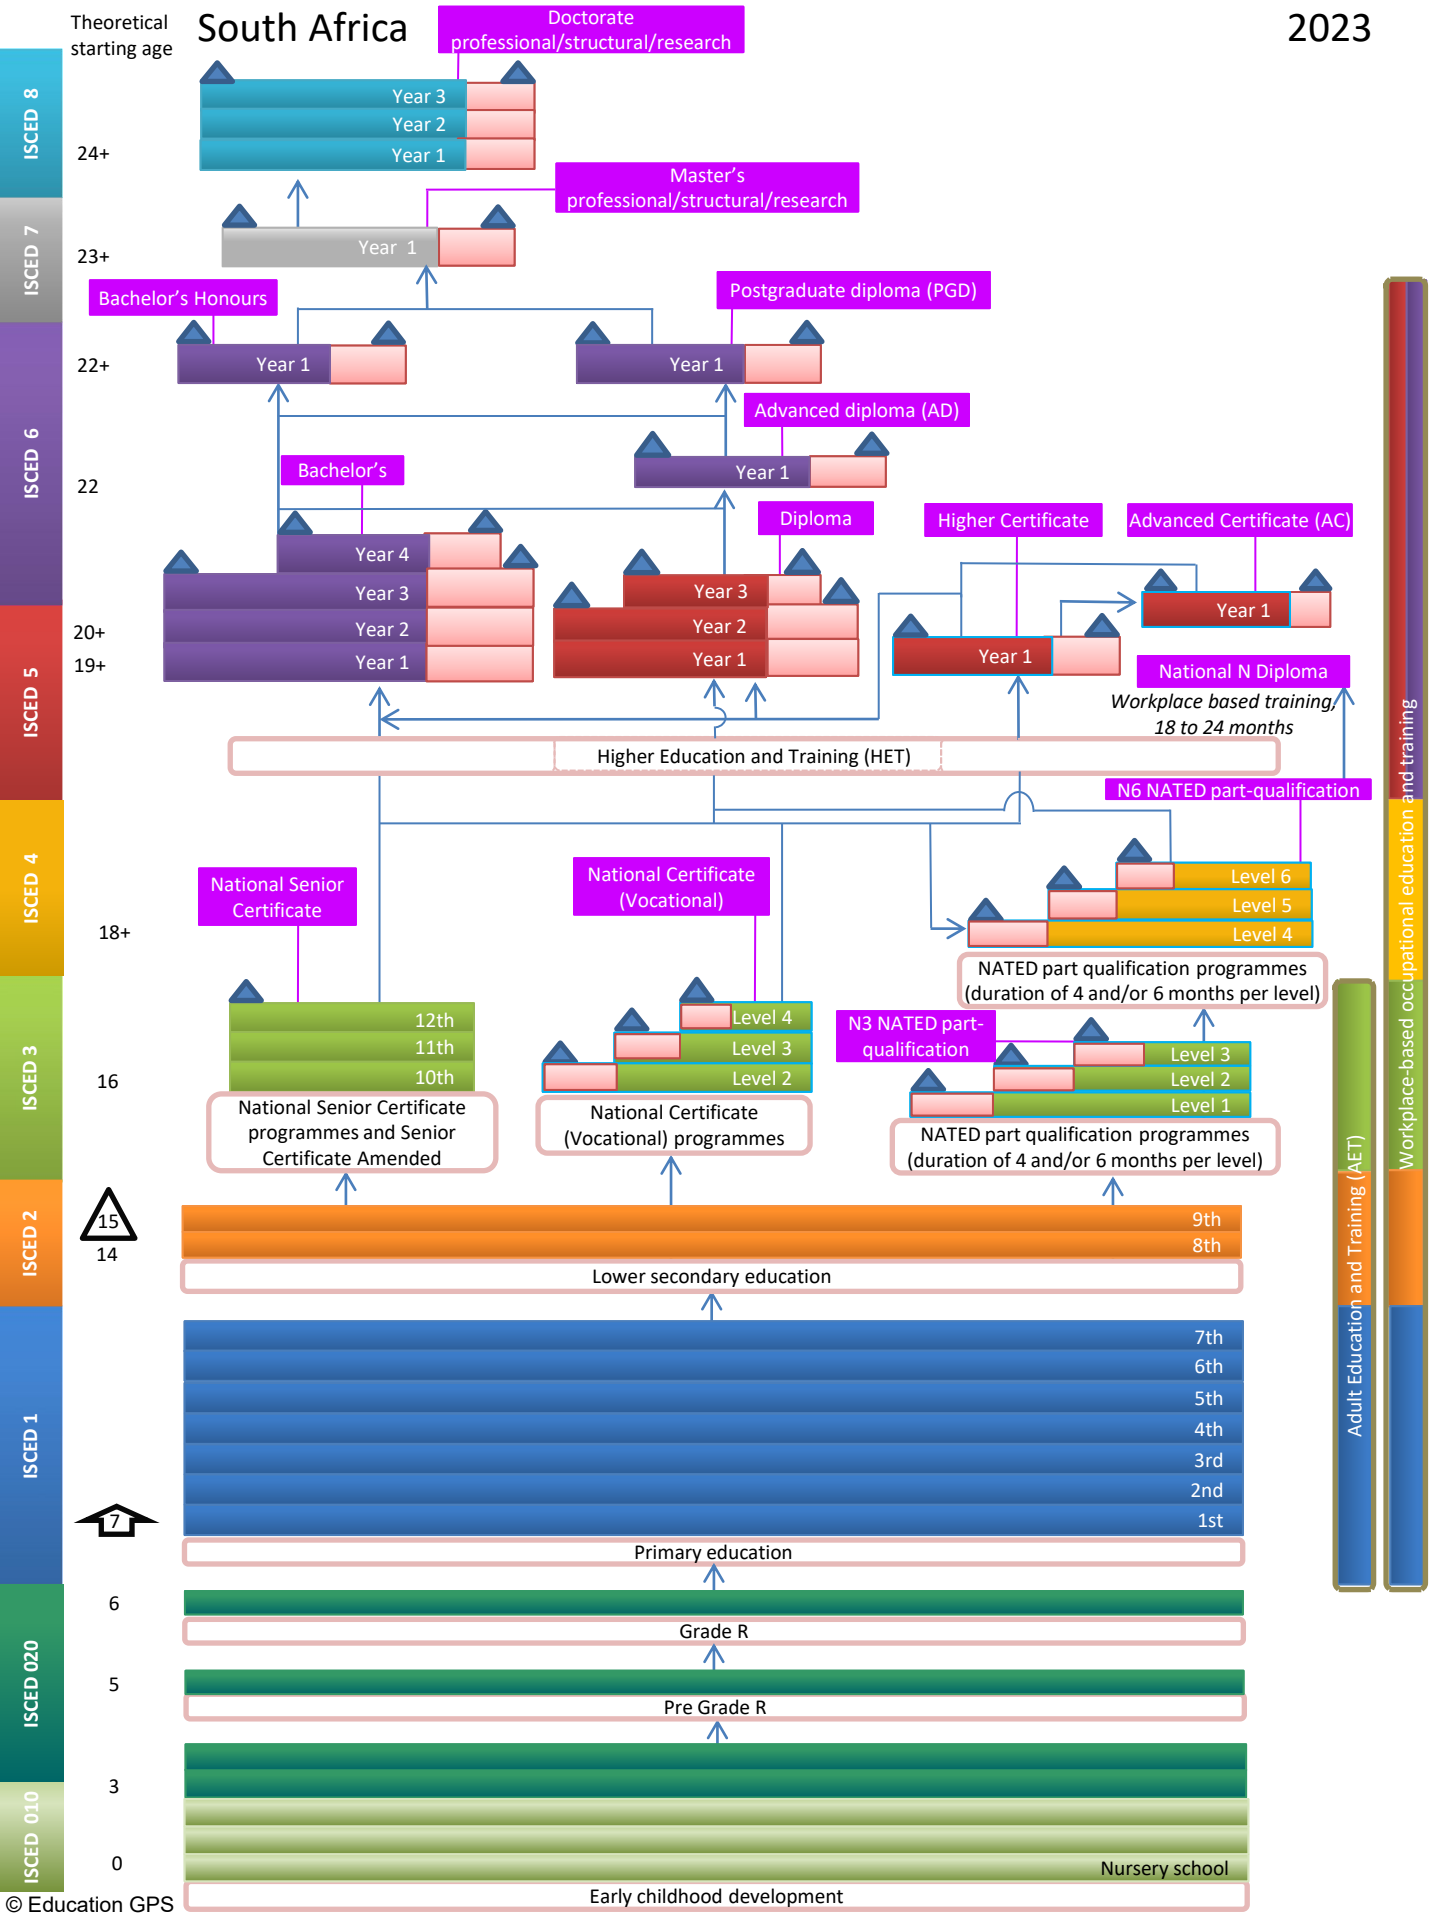 Theoretical
starting age
South Africa
2023
Doctorate
professional/structural/research
ISCED 8
Year 3
Year 2
Year 1
24+
Master's
professional/structural/research
ISCED 7
Year 1
23+
Bachelor's Honours
Postgraduate diploma (PGD)
Year 1
Year 1
22+
ISCED 6
Advanced diploma (AD)
Year 1
22
Bachelor's
Diploma
Higher Certificate
Advanced Certificate (AC)
Year 4
Year 3
Year 2
Year 1
Year 3
Year 2
Year 1
Year 1
Year 1
20+
19+
ISCED 5
National N Diploma
Workplace based training,
18 to 24 months
Higher Education and Training (HET)
N6 NATED part-qualification
ISCED 4
National Senior
Certificate
National Certificate
(Vocational)
Level 6
Level 5
Level 4
18+
NATED part qualification programmes
(duration of 4 and/or 6 months per level)
ISCED 3
12th
11th
10th
Level 4
Level 3
Level 2
N3 NATED part-
qualification
Level 3
Level 2
Level 1
16
National Senior Certificate
programmes and Senior
Certificate Amended
National Certificate
(Vocational) programmes
NATED part qualification programmes
(duration of 4 and/or 6 months per level)
Workplace-based occupational education and training
Adult Education and Training (AET)
ISCED 2
15
14
9th
8th
Lower secondary education
ISCED 1
7th
6th
5th
4th
3rd
2nd
1st
7
Primary education
ISCED 020
6
Grade R
5
Pre Grade R
3
ISCED 010
0
Nursery school
Early childhood development
© Education GPS